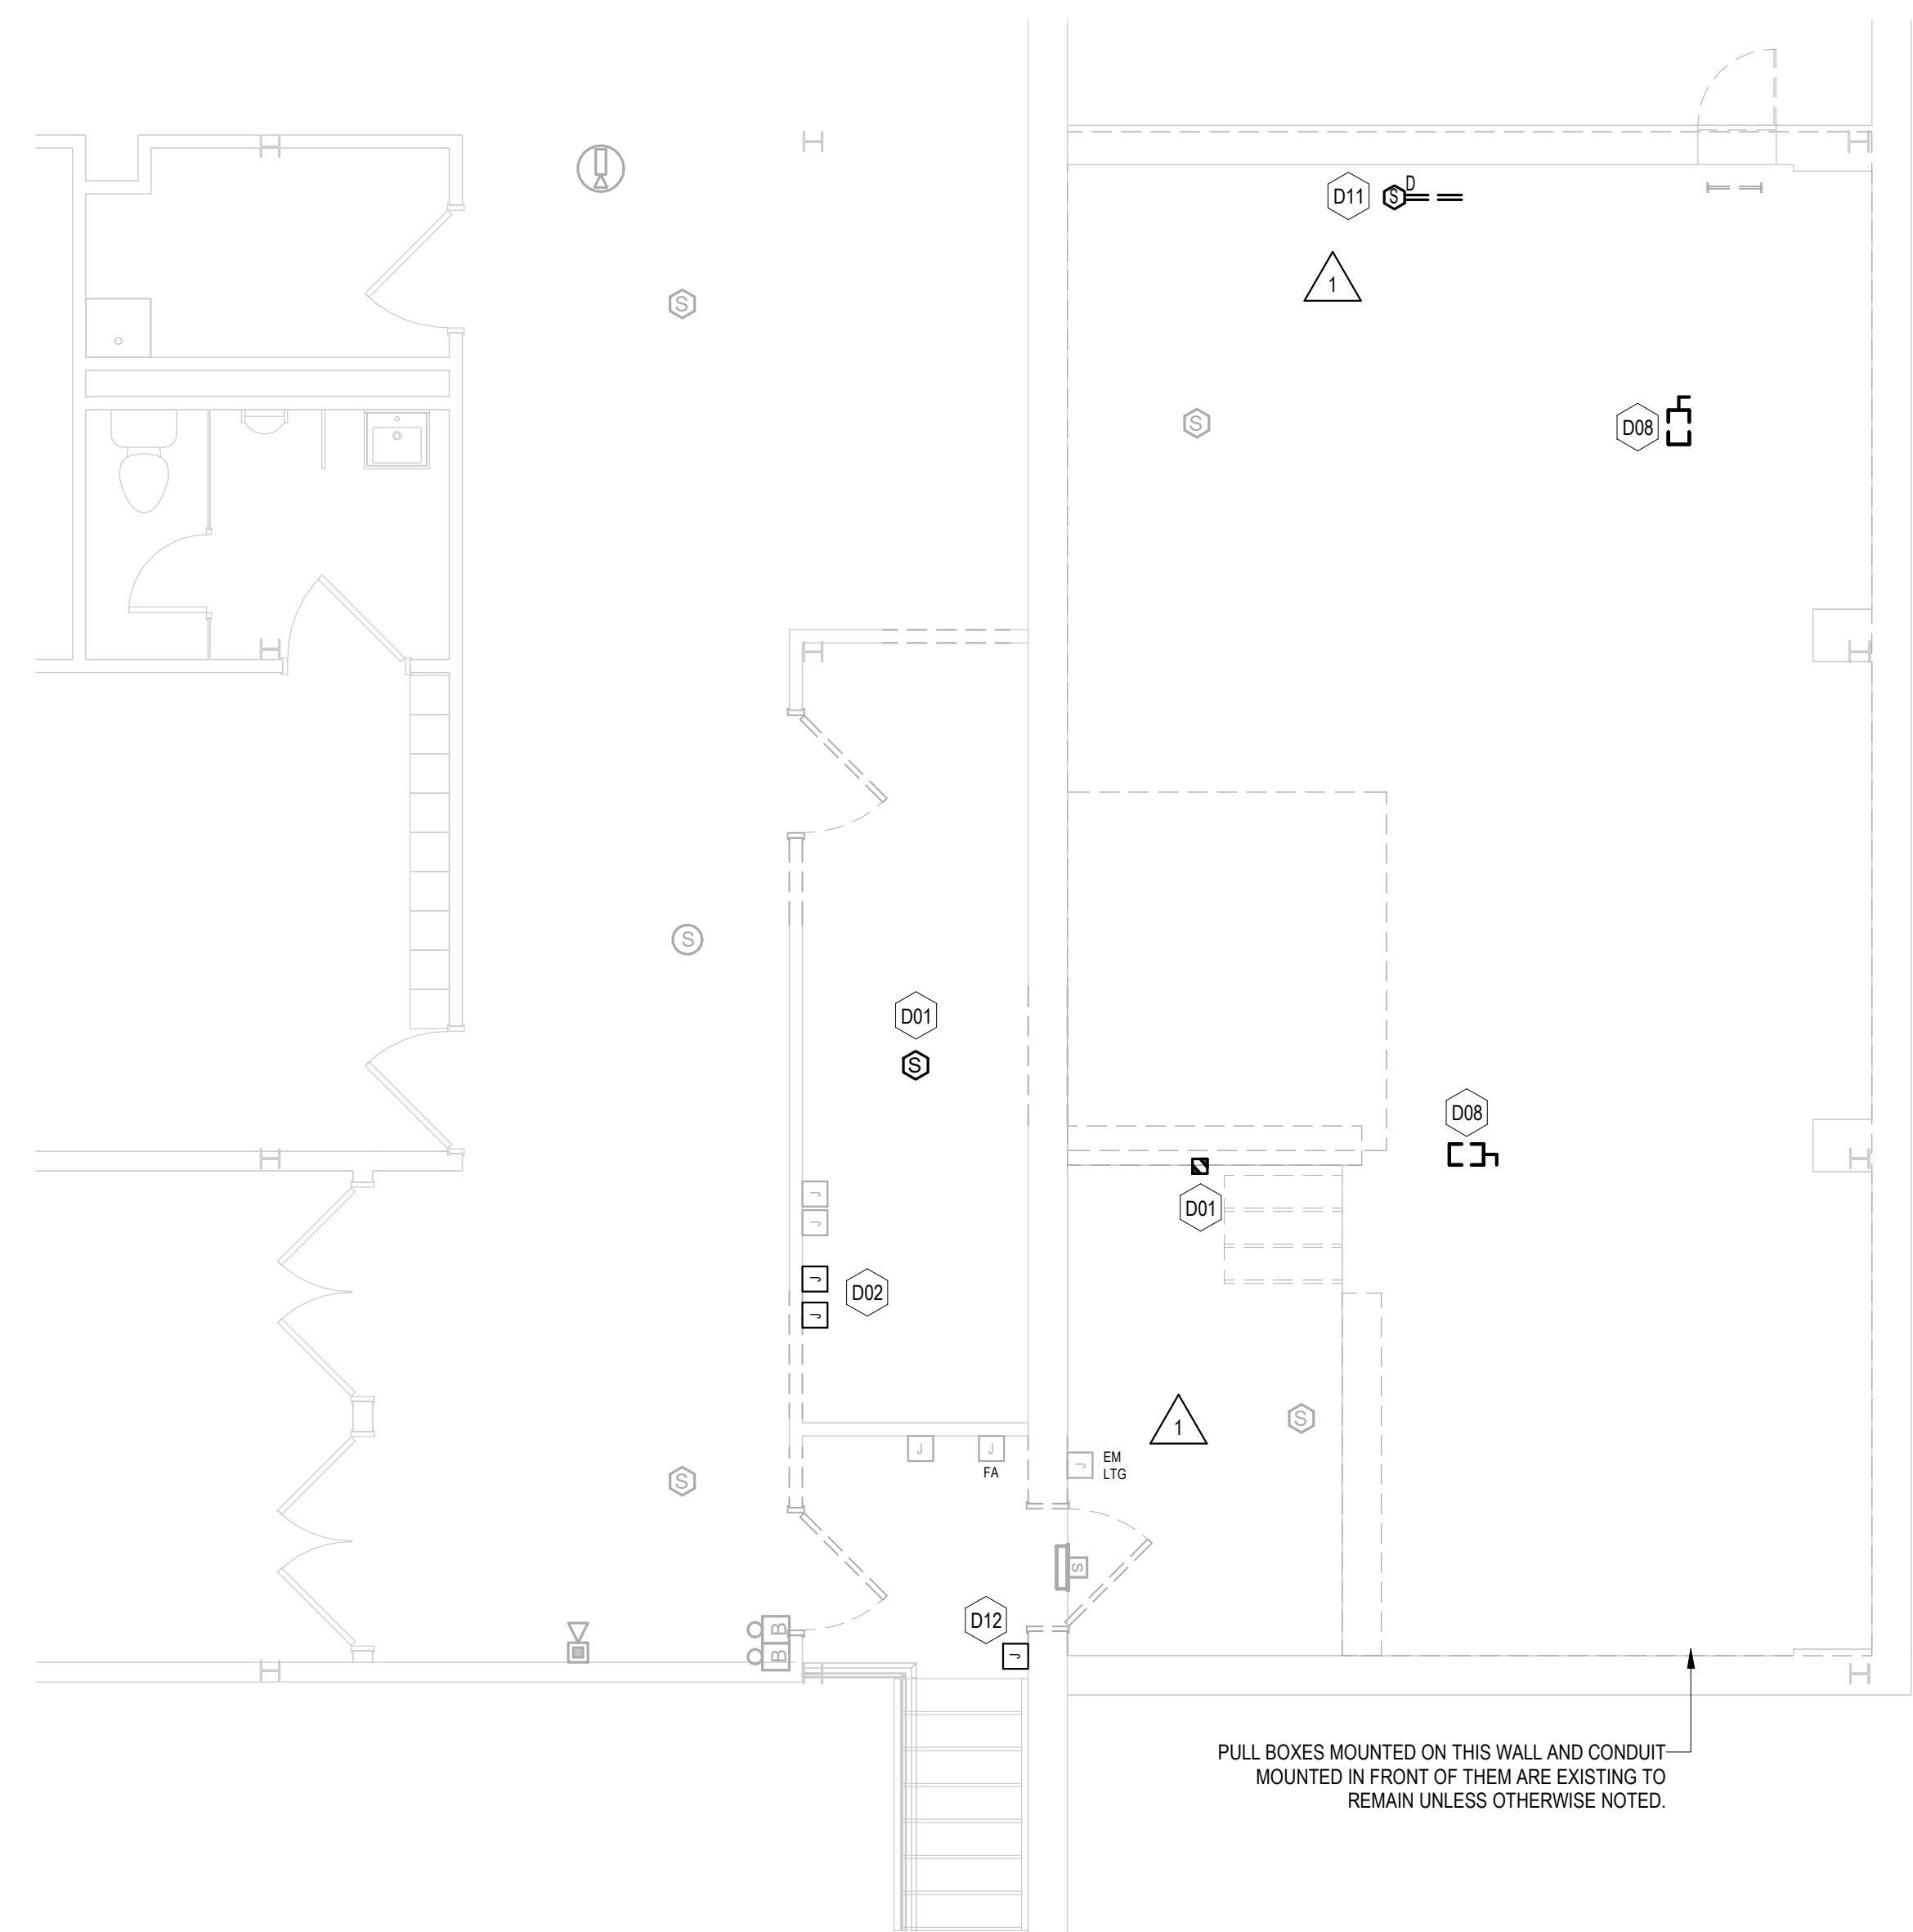 D
D11
S
1
S
S
D08
S
D01
S
D08
D01
J
J
J
D02
J
1
S
J
J
FA
J
EM
LTG
S
S
D12
J
B
B
PULL BOXES MOUNTED ON THIS WALL AND CONDUIT
MOUNTED IN FRONT OF THEM ARE EXISTING TO
REMAIN UNLESS OTHERWISE NOTED.